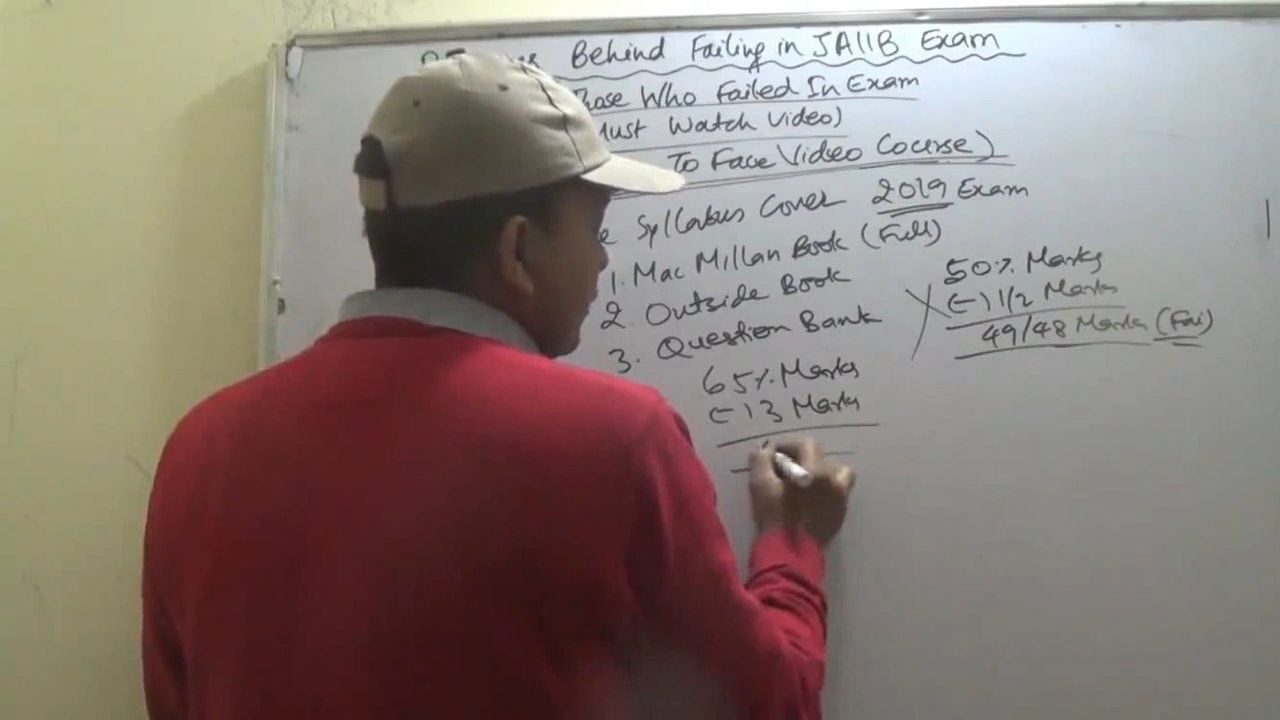 Behind Failing in JAIIB Exam
Those Who Failed In Exam
Must Watch Video)
To Face Video Course)
Syllabus Cover 2019 Exam
1. Mac Millan Book (Full)
2. Outside Book
3. Question Bank
65% Marks
(-) 3 Marks
50% Marks
(-) 1/2 Marks
49/48 Marks (Fai)